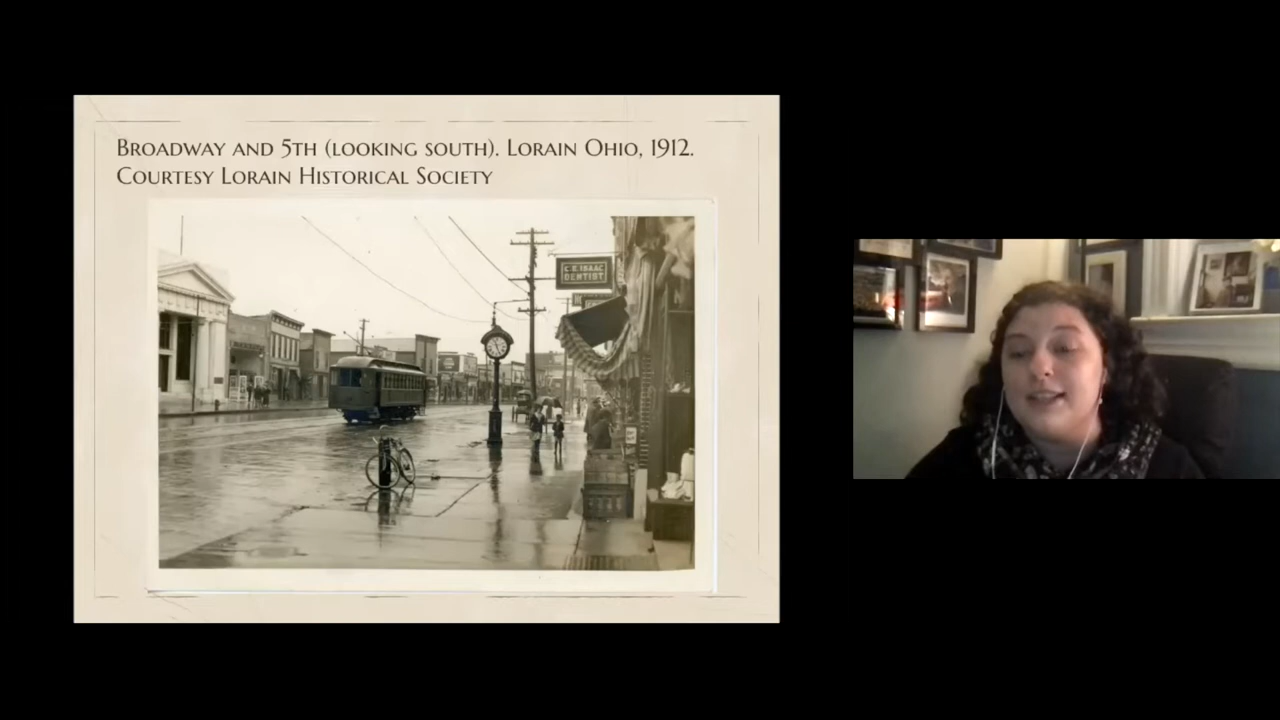 Broadway and 5th (looking south). Lorain Ohio, 1912.
Courtesy Lorain Historical Society
C.E. ISAAC
DENTIST